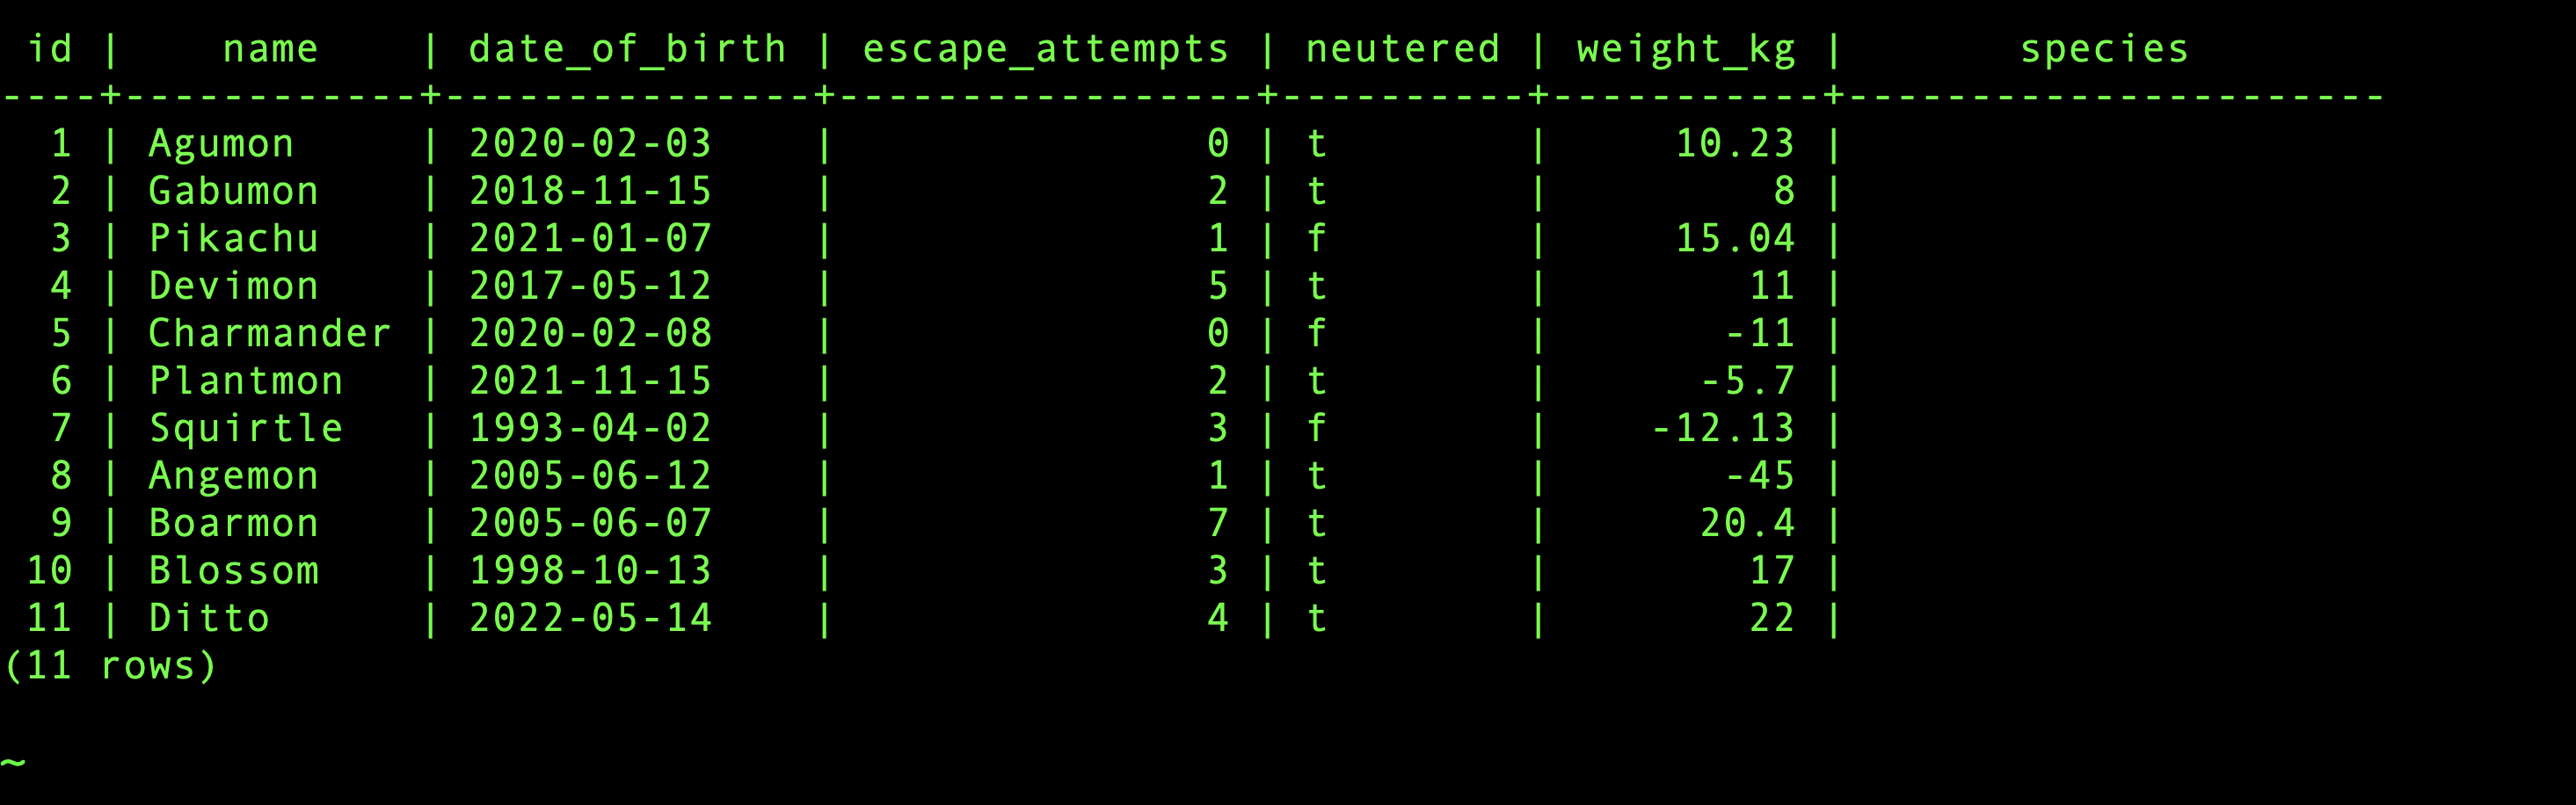 id |    name    | date_of_birth | escape_attempts | neutered | weight_kg |       species
----+------------+---------------+-----------------+----------+-----------+----------------------
  1 | Agumon     | 2020-02-03    |               0 | t        |     10.23 |
  2 | Gabumon    | 2018-11-15    |               2 | t        |         8 |
  3 | Pikachu    | 2021-01-07    |               1 | f        |     15.04 |
  4 | Devimon    | 2017-05-12    |               5 | t        |        11 |
  5 | Charmander | 2020-02-08    |               0 | f        |       -11 |
  6 | Plantmon   | 2021-11-15    |               2 | t        |      -5.7 |
  7 | Squirtle   | 1993-04-02    |               3 | f        |    -12.13 |
  8 | Angemon    | 2005-06-12    |               1 | t        |       -45 |
  9 | Boarmon    | 2005-06-07    |               7 | t        |      20.4 |
 10 | Blossom    | 1998-10-13    |               3 | t        |        17 |
 11 | Ditto      | 2022-05-14    |               4 | t        |        22 |
(11 rows)
~